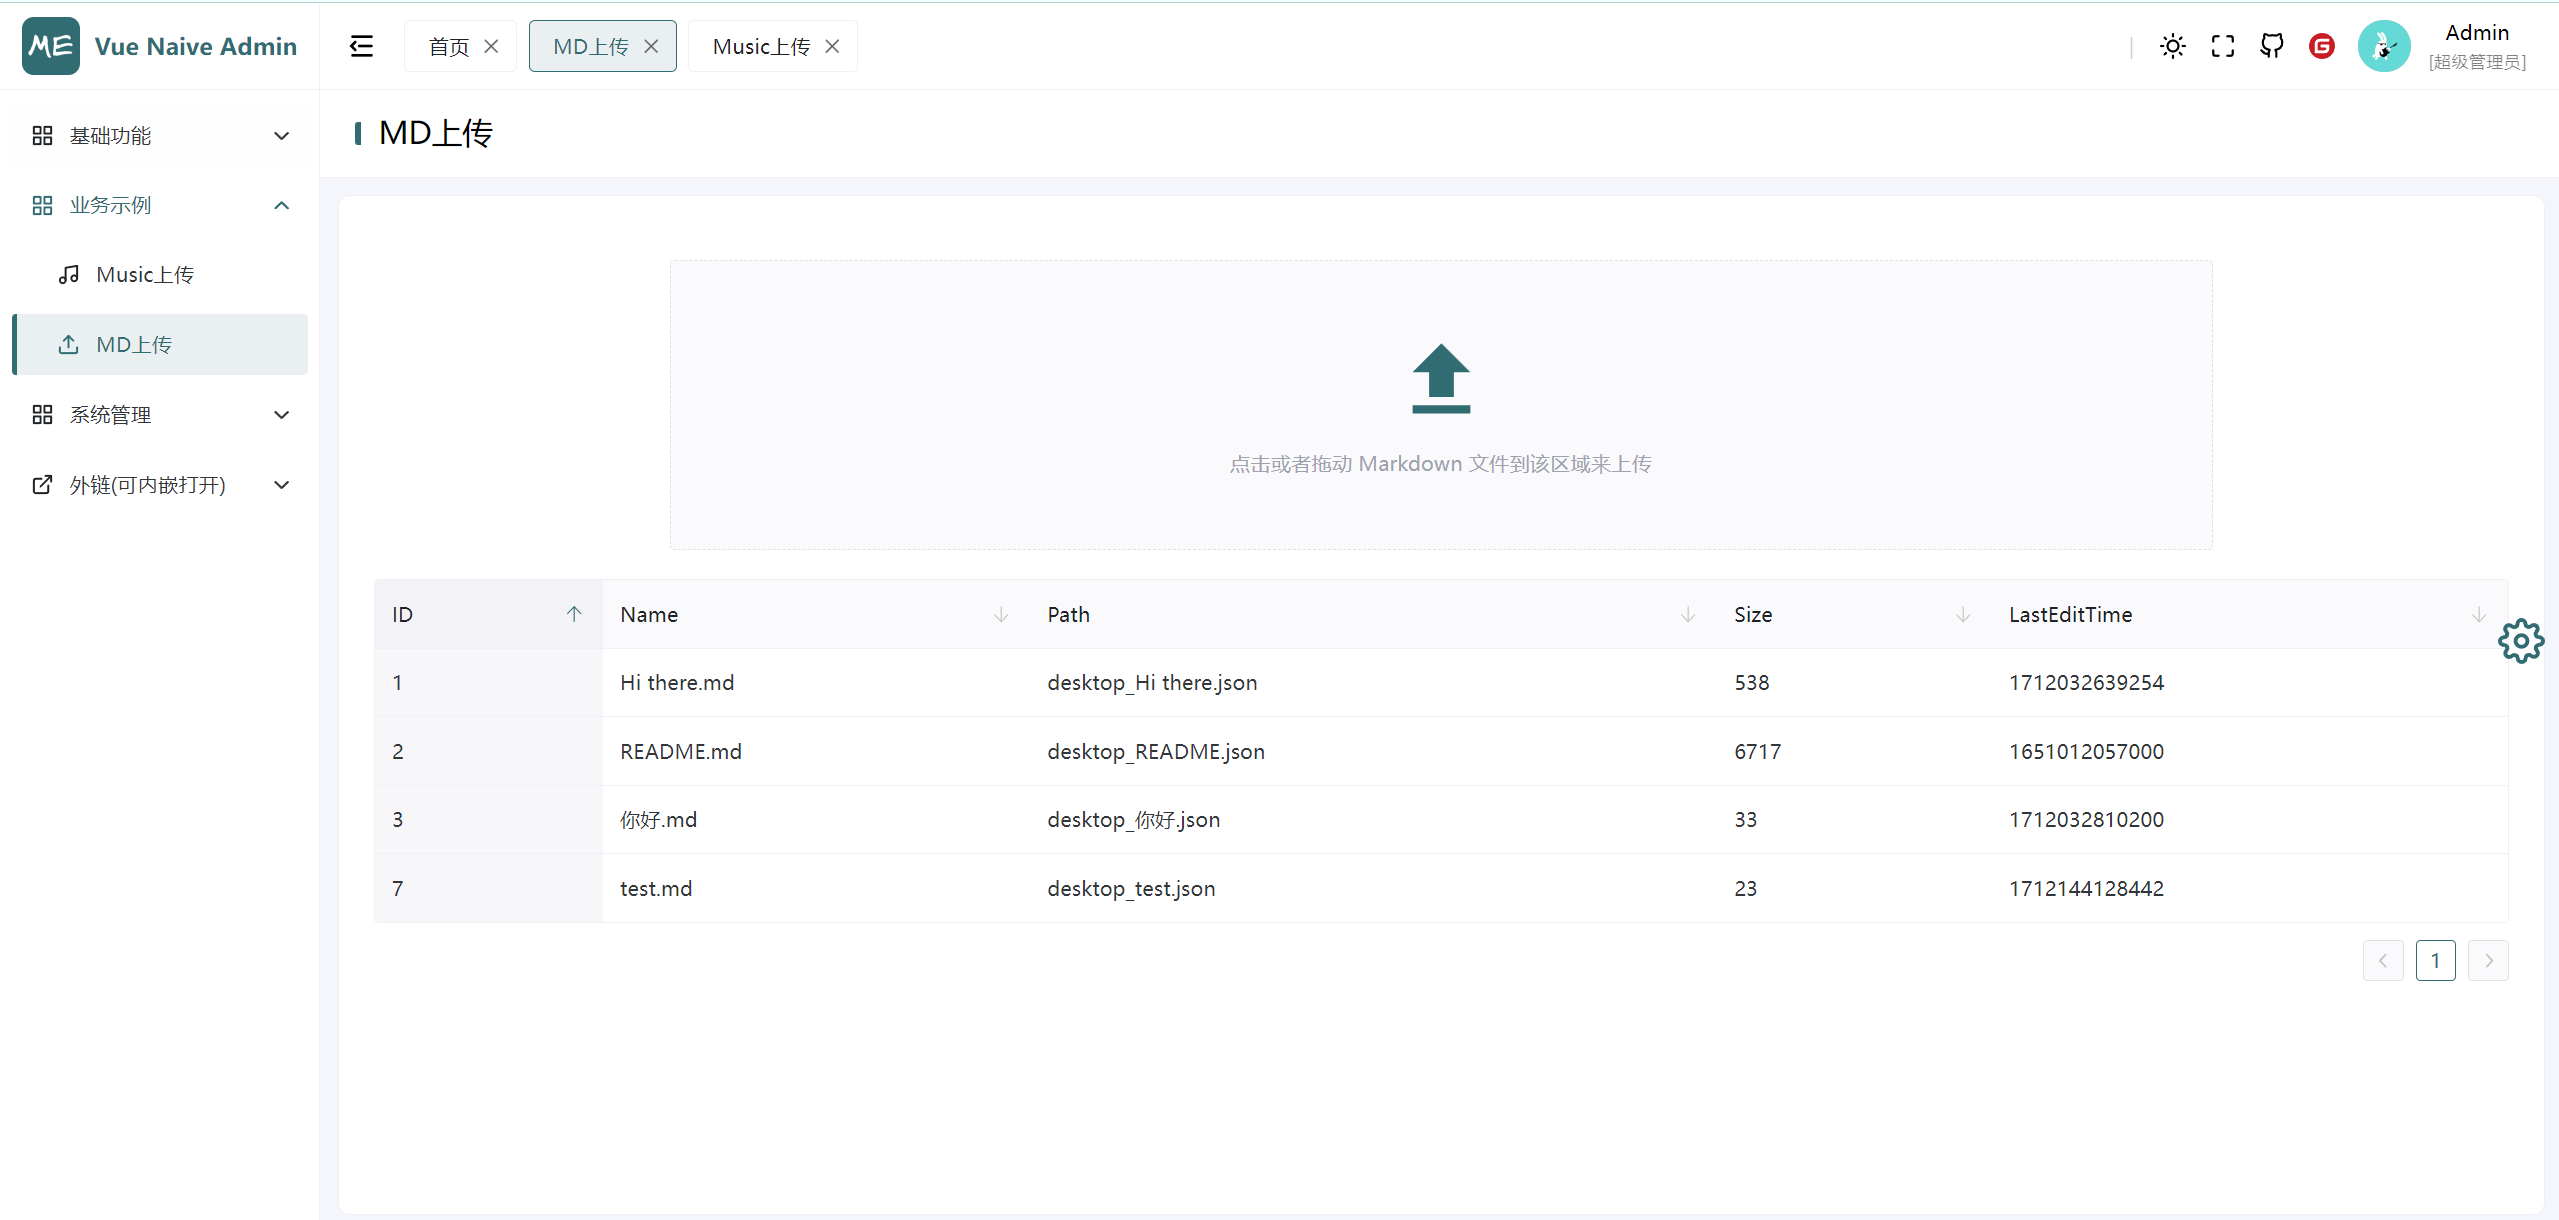 ME Vue Naive Admin
首页
MD上传
Music上传
Admin
[超级管理员]
基础功能
业务示例
Music上传
MD上传
系统管理
外链(可内嵌打开)
MD上传
点击或者拖动 Markdown 文件到该区域来上传
ID Name Path Size LastEditTime
1 Hi there.md desktop_Hi there.json 538 1712032639254
2 README.md desktop_README.json 6717 1651012057000
3 你好.md desktop_你好.json 33 1712032810200
7 test.md desktop_test.json 23 1712144128442
1